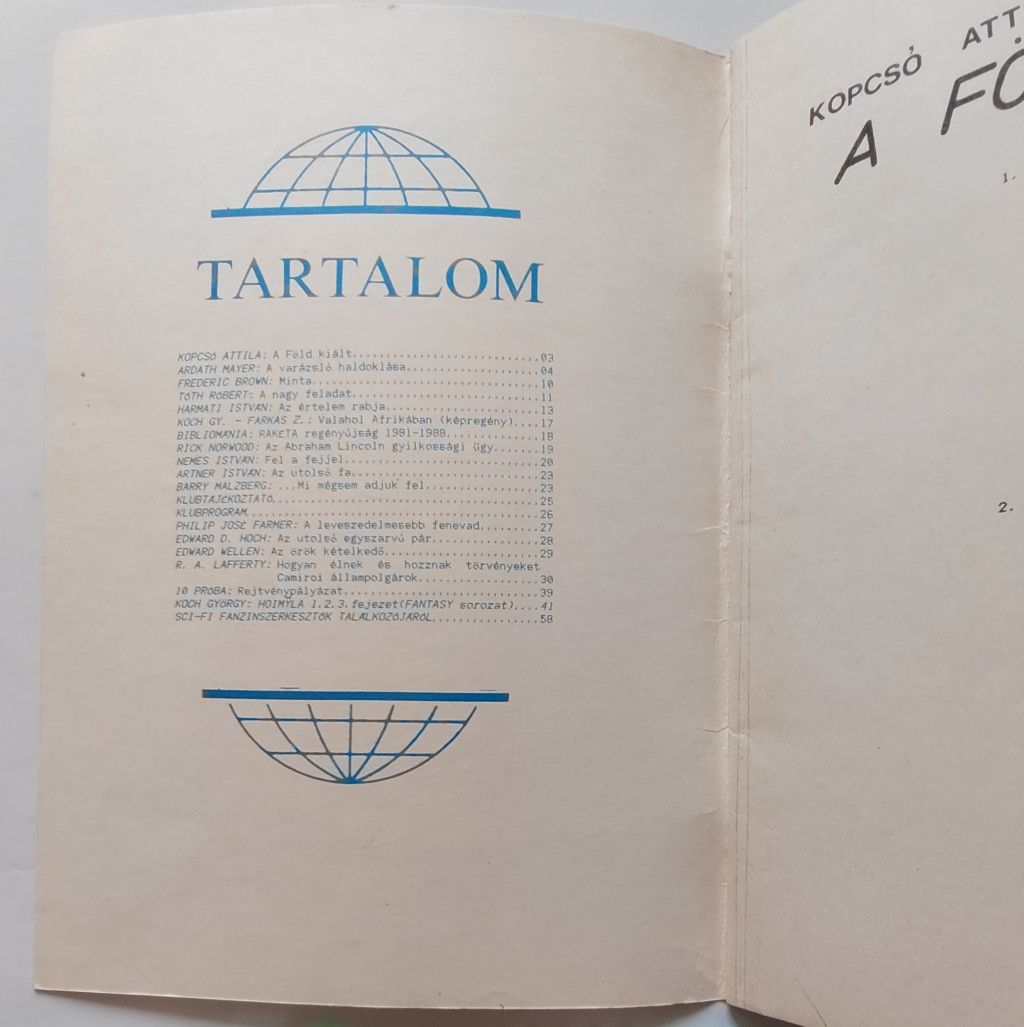 TARTALOM
KOPCSÓ ATTILA: A Föld kiált............................03
ARDATH MAYER: A varázsló haldoklása....................04
FREDERIC BROWN: Minta..................................10
TÓTH RÓBERT: A nagy feladat............................11
HARMATI ISTVÁN: Az értelem rabja.......................13
KOCH GY. - FARKAS Z.: Valahol Afrikában (képregény)....17
BIBLIOMÁNIA: RAKETA regényújság 1981-1988..............18
RICK NORWOOD: Az Abraham Lincoln gyilkossági ügy.......19
NEMES ISTVÁN: Fel a fejjel.............................20
ARTNER ISTVÁN: Az utolsó fa............................23
BARRY MALZBERG: ...Mi mégsem adjuk fel.................23
KLUBTÁJÉKOZTATÓ........................................25
KLUBPROGRAM............................................26
PHILIP JOSÉ FARMER: A leveszedelmesebb fenevad.........27
EDWARD D. HOCH: Az utolsó egyszarvú pár................28
EDWARD WELLEN: Az örök kételkedő.......................29
R. A. LAFFERTY: Hogyan élnek és hozznak törvényeket
Camiroi állampolgárok..................30
10 PRÓBA: Rejtvénypályázat.............................39
KOCH GYÖRGY: HOIMYLA 1.2.3.fejezet(FANTASY sorozat)....41
SCI-FI FANZINSZERKESZTŐK TALÁLKOZÓJÁRÓL................58
KOPCSÓ ATT
A FÖ
1.
2.